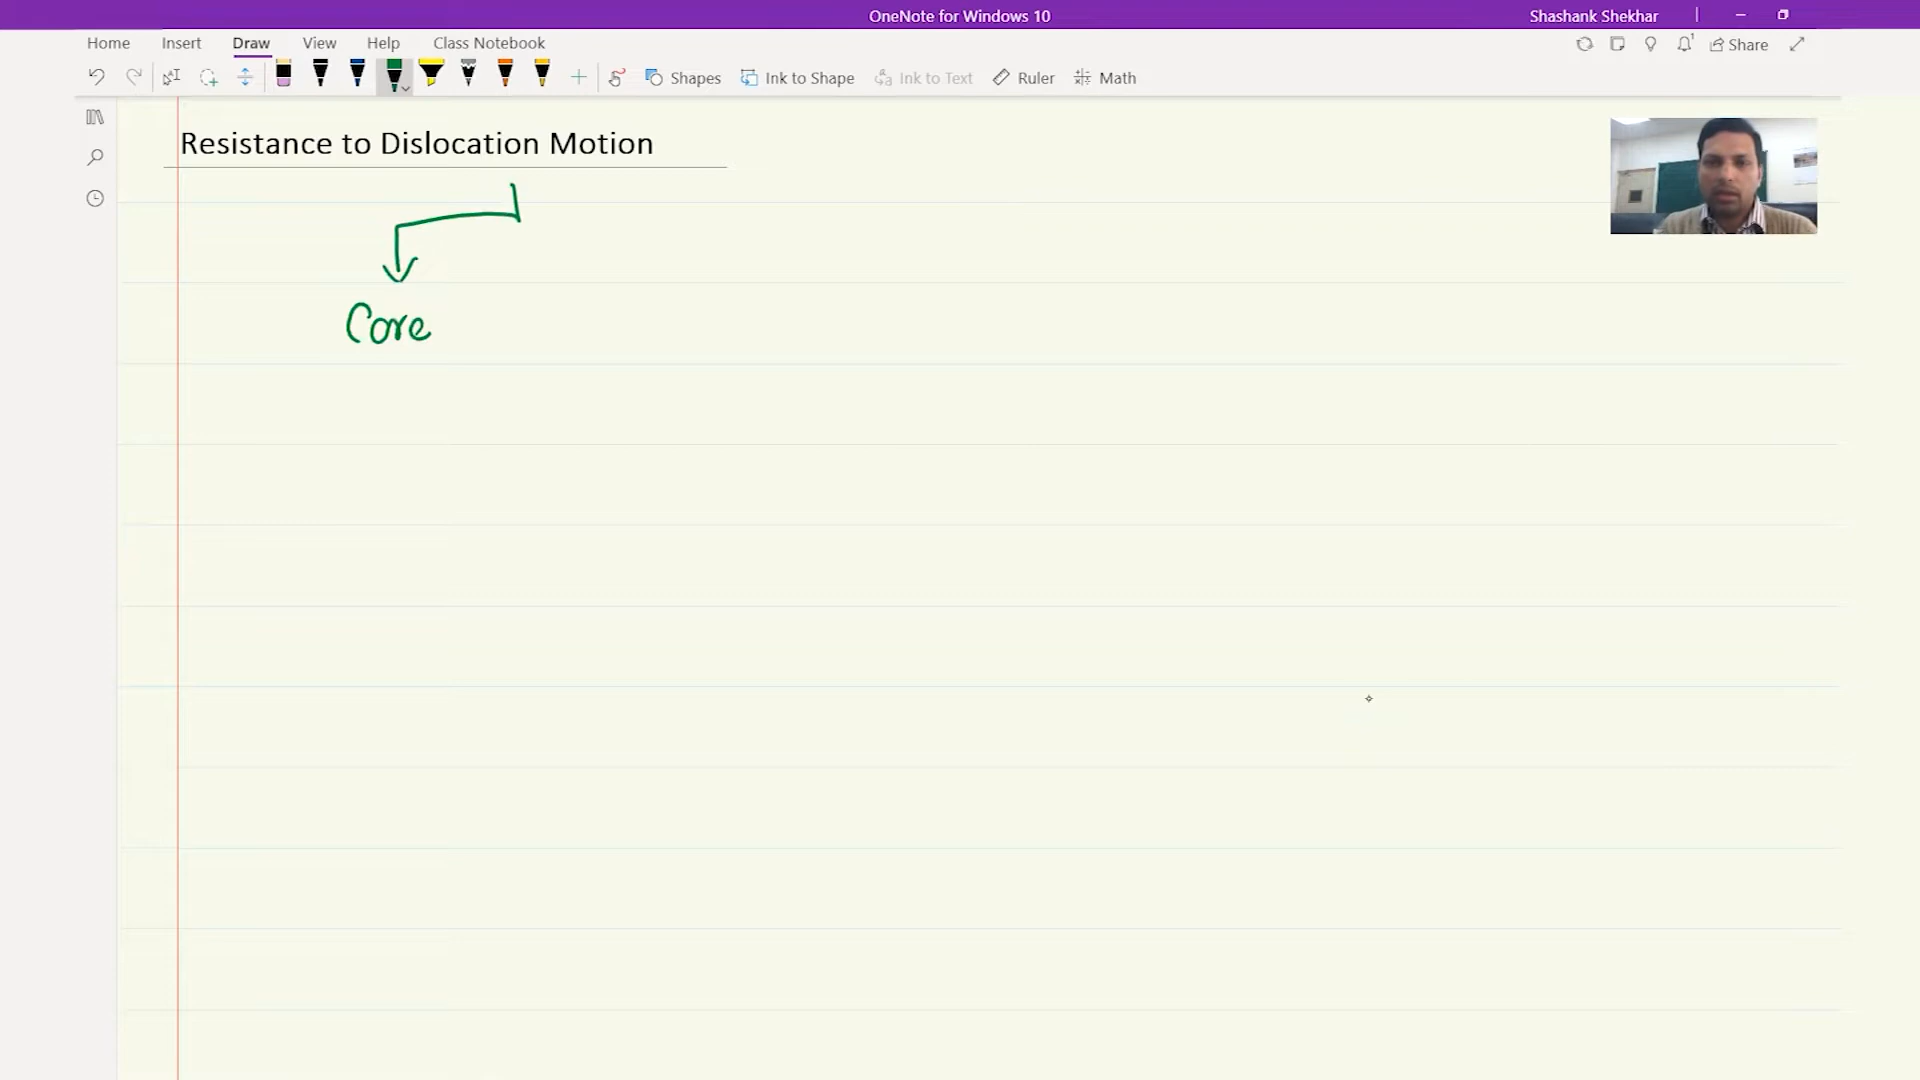 OneNote for Windows 10
Shashank Shekhar
Home Insert Draw View Help Class Notebook
Share
Shapes Ink to Shape Ink to Text Ruler Math
Resistance to Dislocation Motion
Core